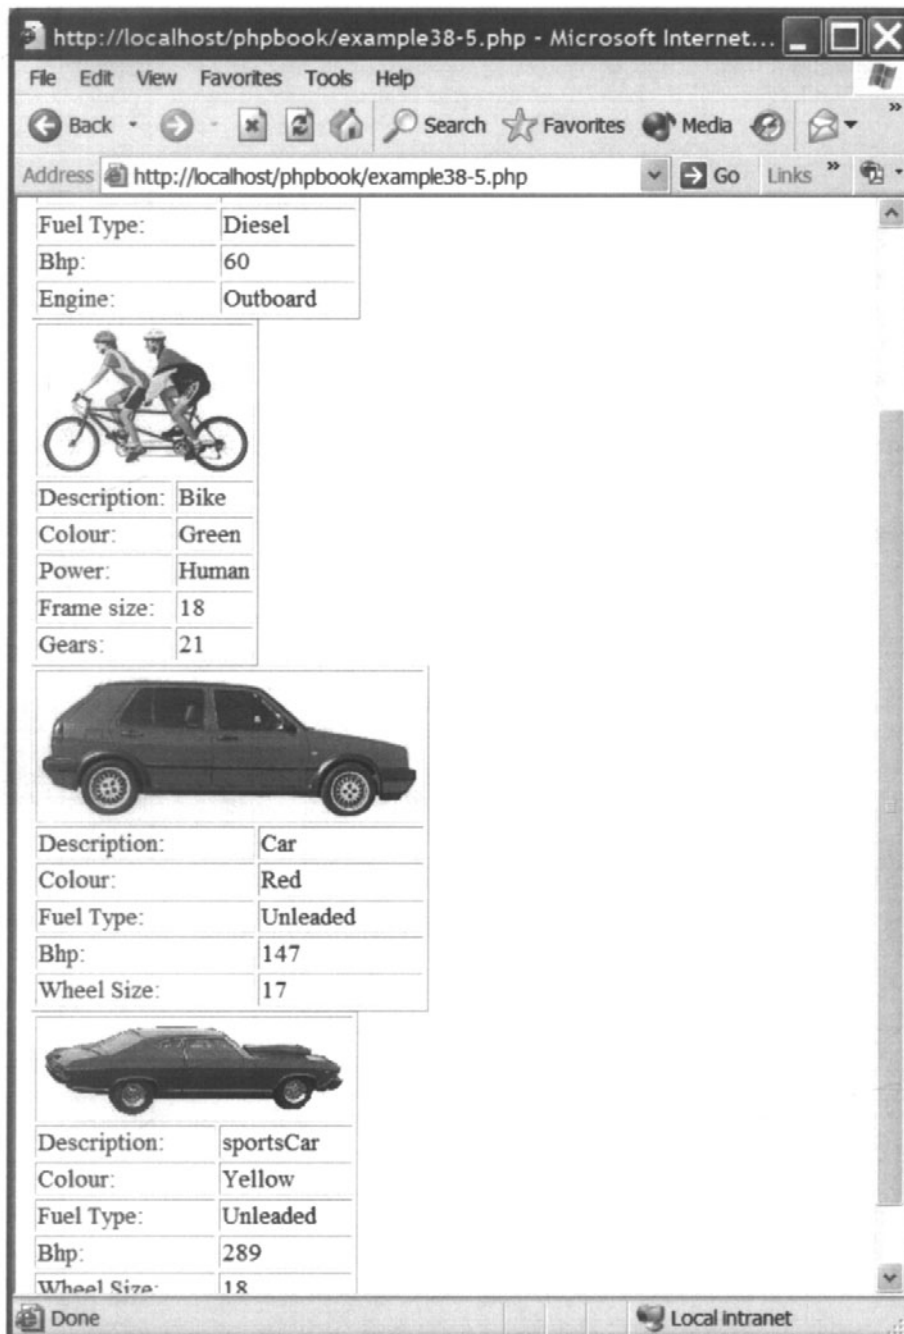 http://localhost/phpbook/example38-5.php - Microsoft Internet...
File Edit View Favorites Tools Help
Back Search Favorites Media »
Address http://localhost/phpbook/example38-5.php Go Links »
Fuel Type: Diesel
Bhp: 60
Engine: Outboard
Description: Bike
Colour: Green
Power: Human
Frame size: 18
Gears: 21
Description: Car
Colour: Red
Fuel Type: Unleaded
Bhp: 147
Wheel Size: 17
Description: sportsCar
Colour: Yellow
Fuel Type: Unleaded
Bhp: 289
Wheel Size: 18
Done Local intranet